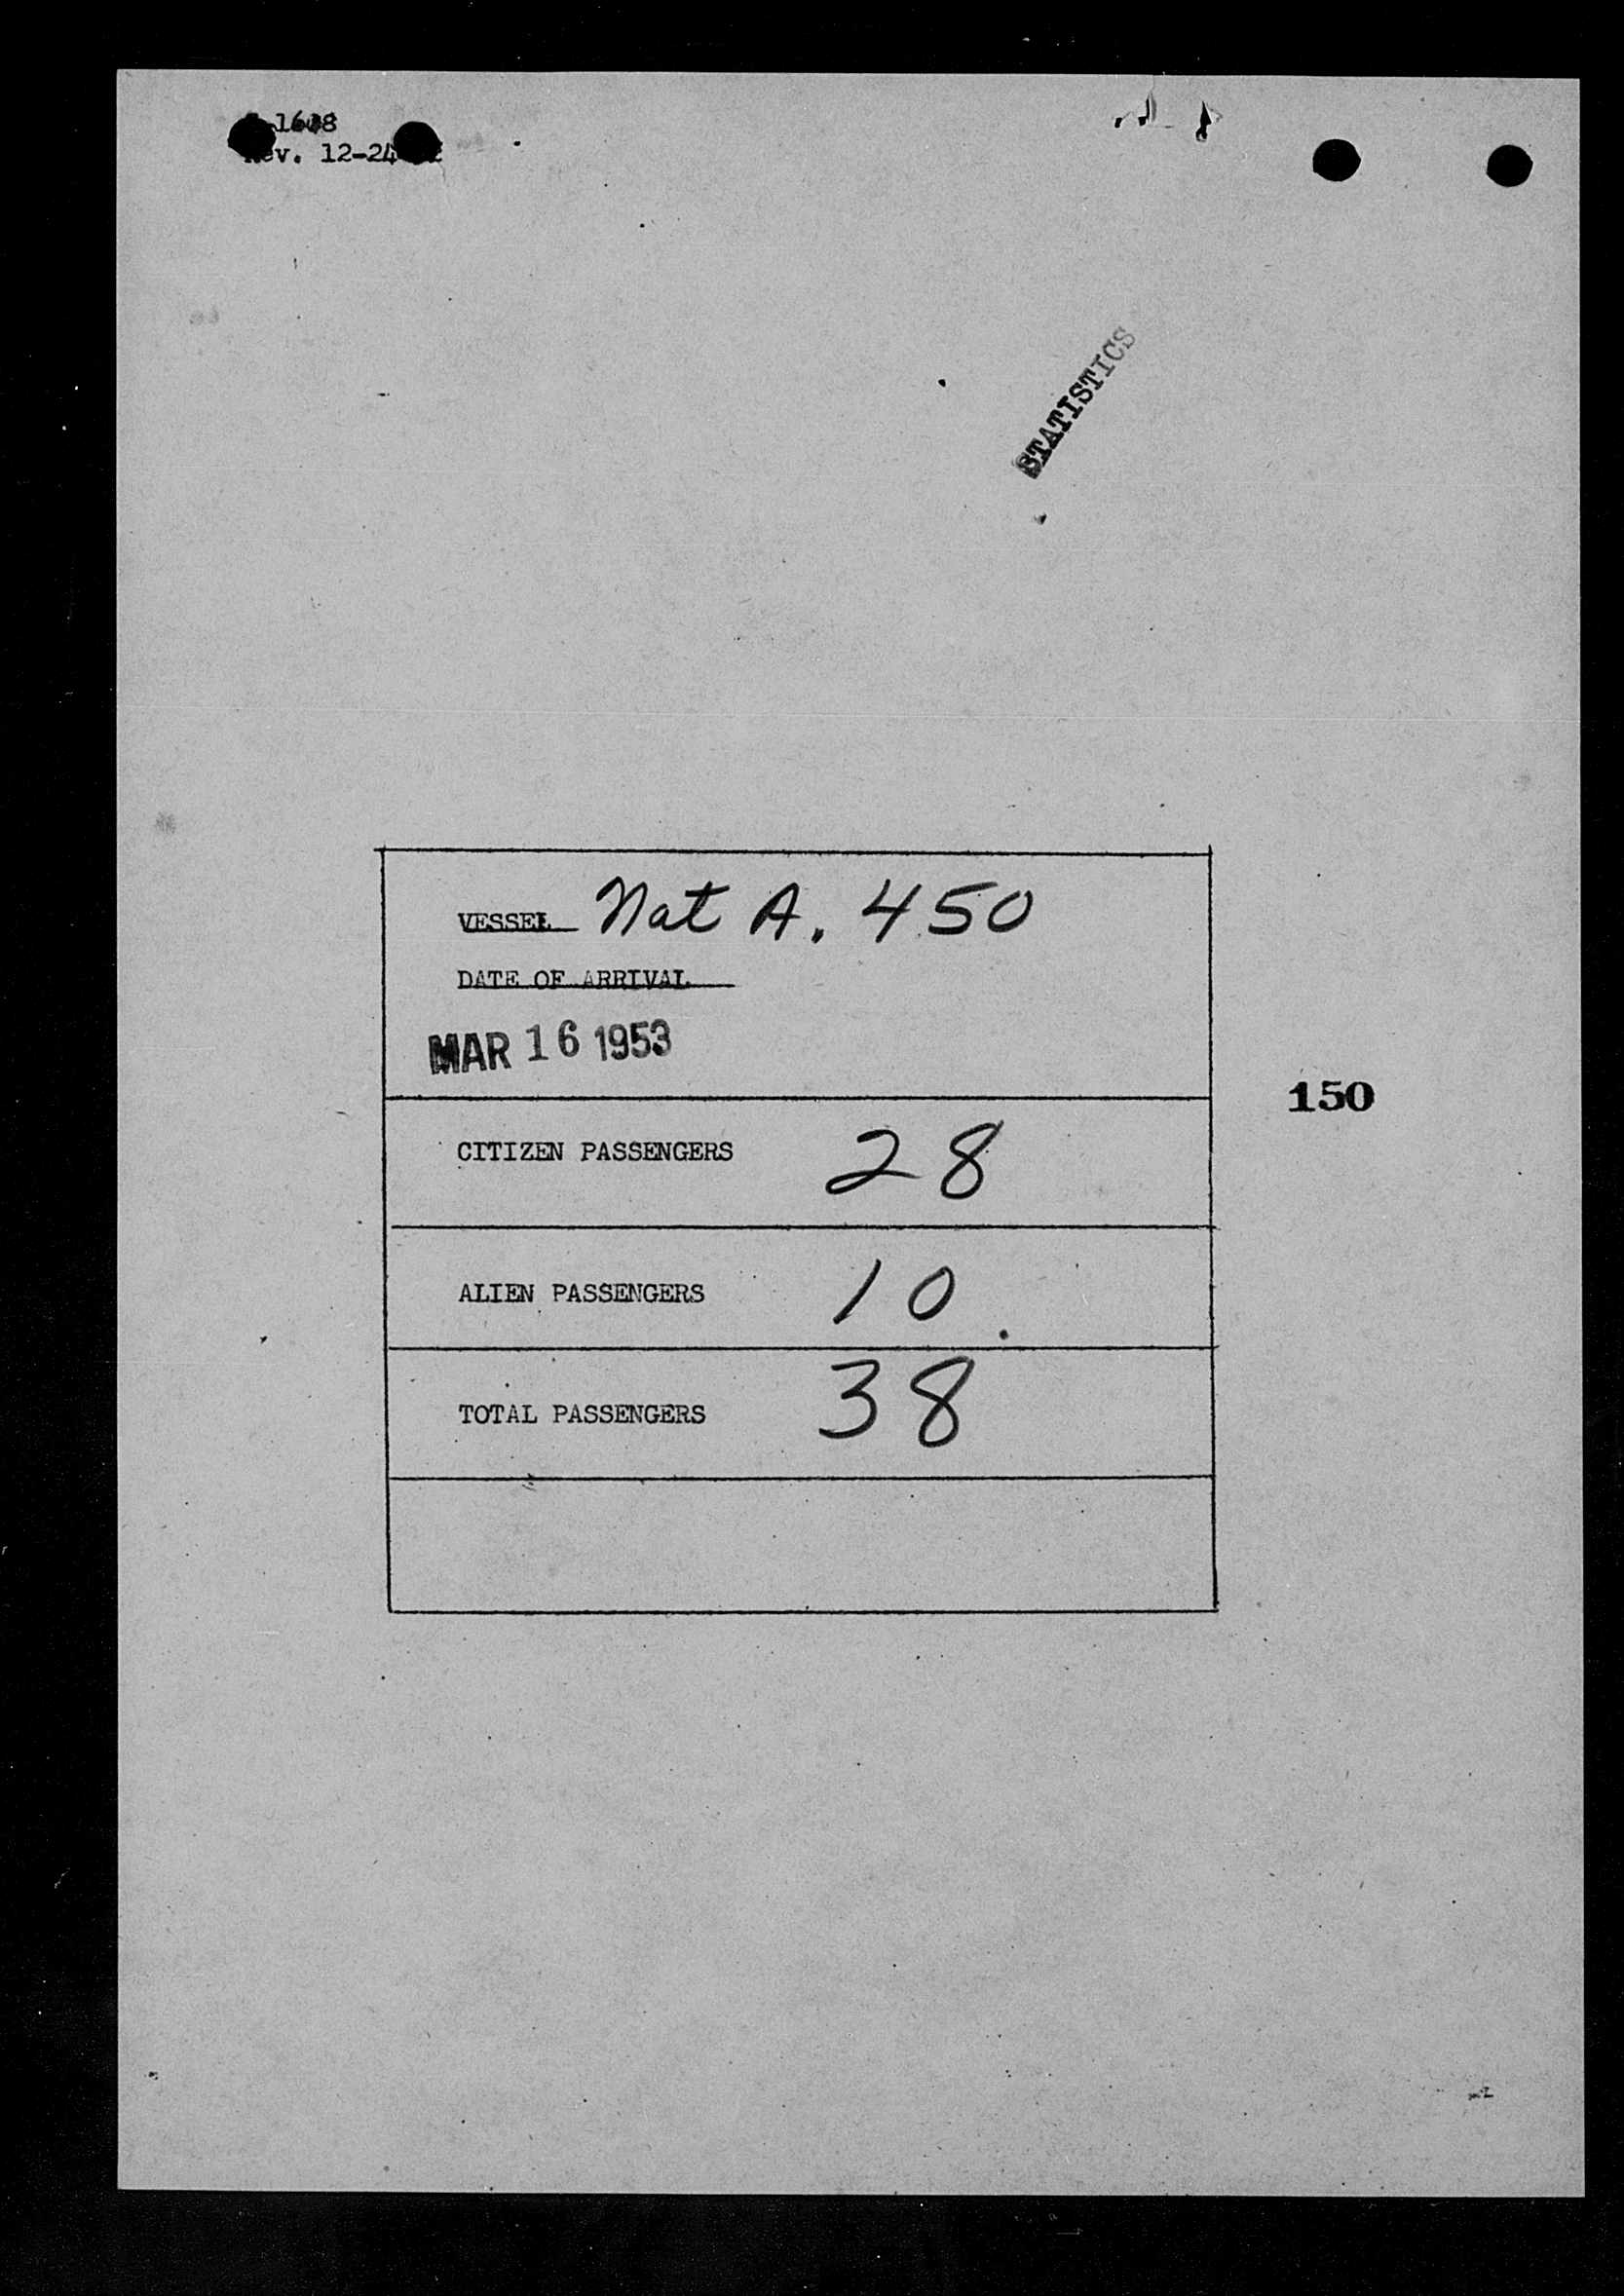 1608
Rev. 12-24
STATISTICS
VESSEL Nat A. 450
DATE OF ARRIVAL
MAR 16 1953
150
CITIZEN PASSENGERS 28
ALIEN PASSENGERS 10
TOTAL PASSENGERS 38